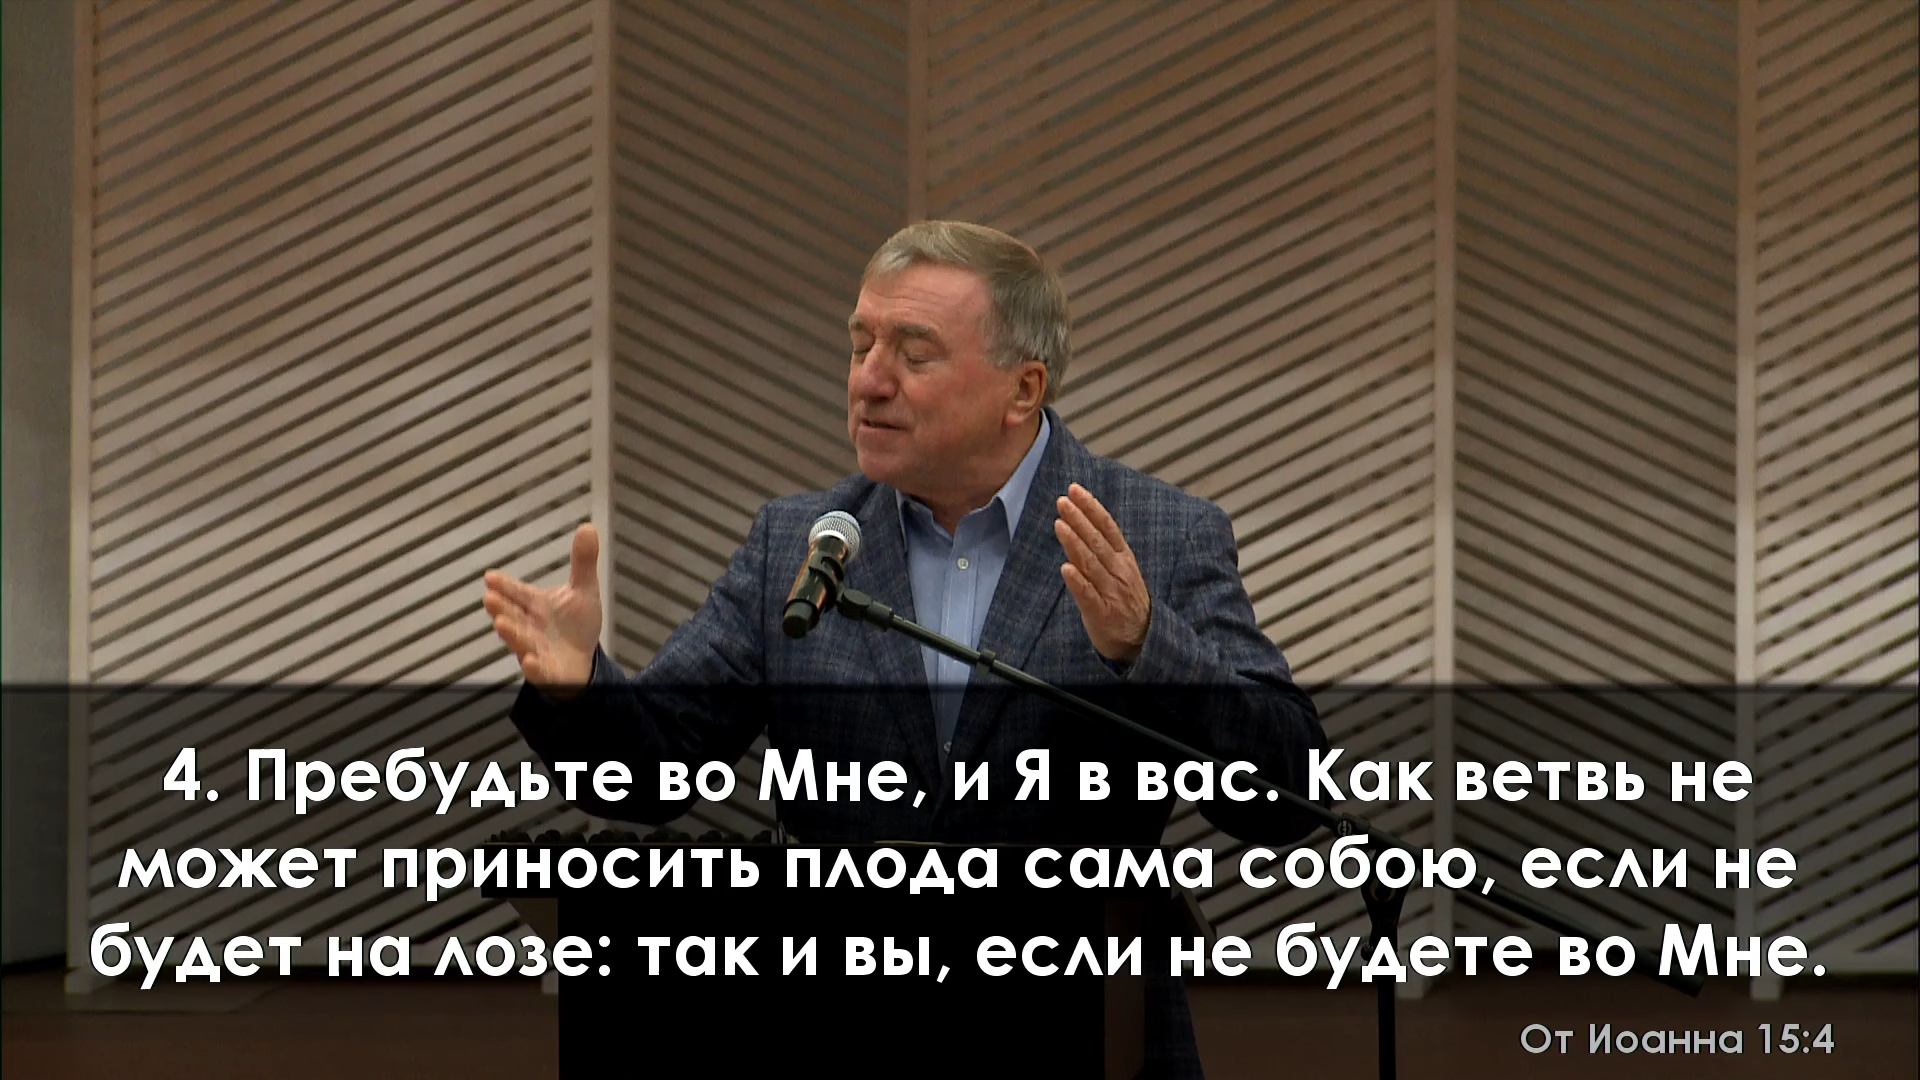 4. Пребудьте во Мне, и Я в вас. Как ветвь не
может приносить плода сама собою, если не
будет на лозе: так и вы, если не будете во Мне.
От Иоанна 15:4